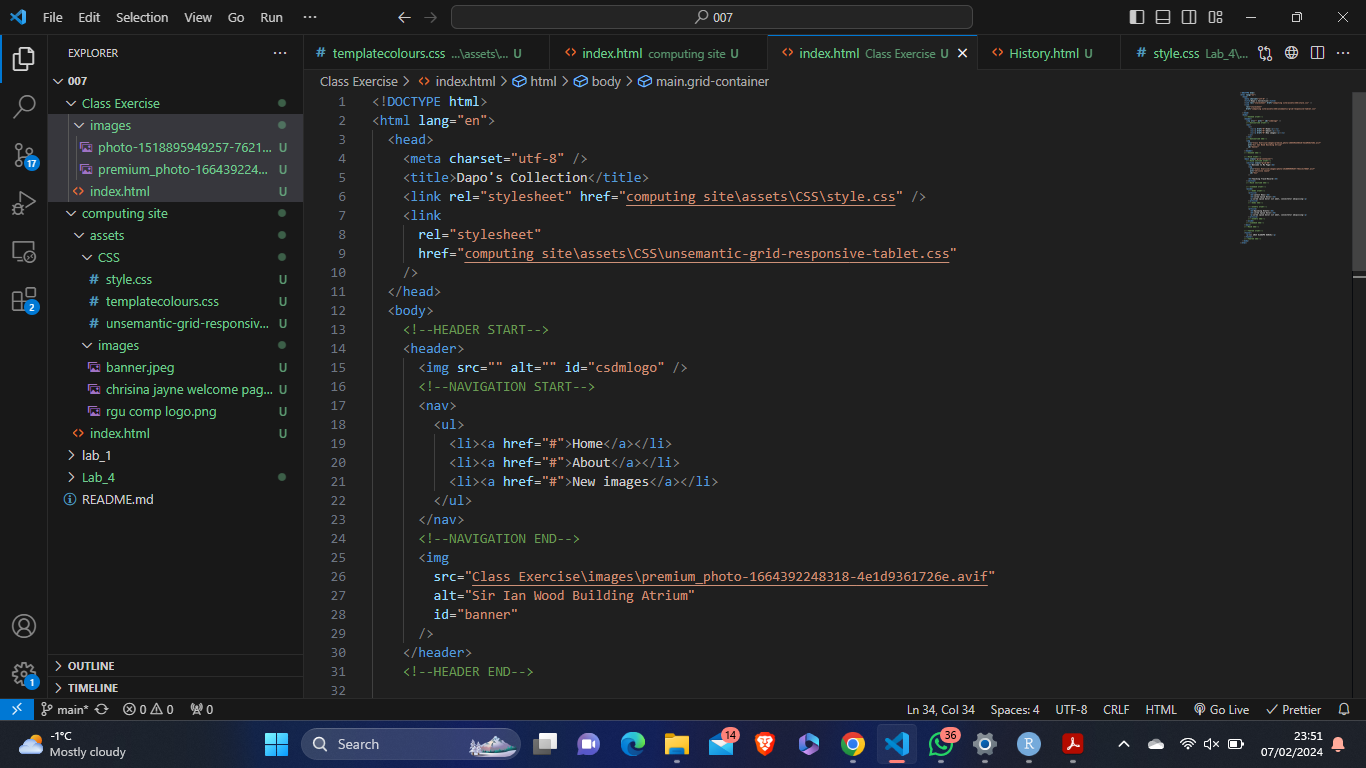 File Edit Selection View Go Run ··· 007
EXPLORER ···
007
Class Exercise
images
photo-1518895949257-7621... U
premium_photo-166439224... U
index.html U
computing site
assets
CSS
style.css U
templatecolours.css U
unsemantic-grid-responsiv... U
images
banner.jpeg U
chrisina jayne welcome pag... U
rgu comp logo.png U
index.html U
lab_1
Lab_4
README.md
OUTLINE
TIMELINE
17
2
1
templatecolours.css ...\assets\... U
index.html computing site U
index.html Class Exercise U
History.html U
style.css Lab_4\...
Class Exercise > index.html > html > body > main.grid-container
1 <!DOCTYPE html>
2 <html lang="en">
3 <head>
4 <meta charset="utf-8" />
5 <title>Dapo's Collection</title>
6 <link rel="stylesheet" href="computing site\assets\CSS\style.css" />
7 <link
8 rel="stylesheet"
9 href="computing site\assets\CSS\unsemantic-grid-responsive-tablet.css"
10 />
11 </head>
12 <body>
13 <!--HEADER START-->
14 <header>
15 <img src="" alt="" id="csdmlogo" />
16 <!--NAVIGATION START-->
17 <nav>
18 <ul>
19 <li><a href="#">Home</a></li>
20 <li><a href="#">About</a></li>
21 <li><a href="#">New images</a></li>
22 </ul>
23 </nav>
24 <!--NAVIGATION END-->
25 <img
26 src="Class Exercise\images\premium_photo-1664392248318-4e1d9361726e.avif"
27 alt="Sir Ian Wood Building Atrium"
28 id="banner"
29 />
30 </header>
31 <!--HEADER END-->
32
main* 0 0 0 Ln 34, Col 34 Spaces: 4 UTF-8 CRLF HTML Go Live Prettier
-1°C
Mostly cloudy
Search
14
36
R
23:51
07/02/2024